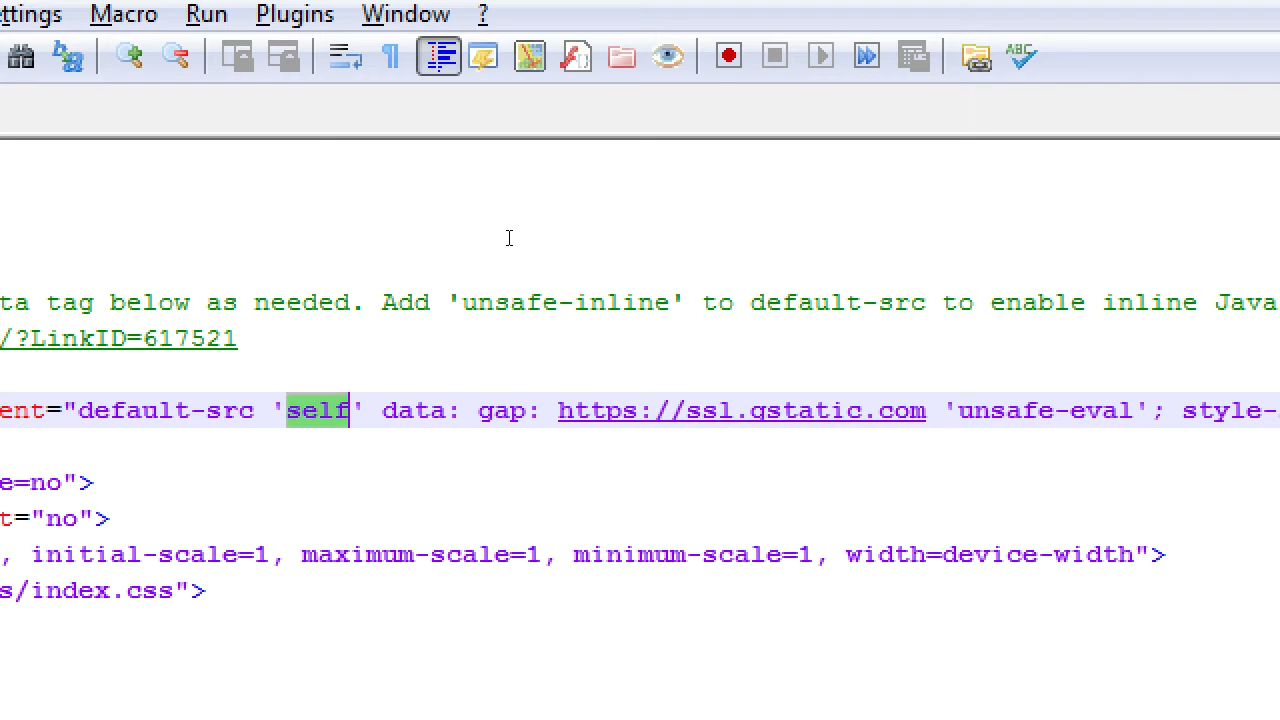 ttings Macro Run Plugins Window ?
ABC
ta tag below as needed. Add 'unsafe-inline' to default-src to enable inline Java
/?LinkID=617521
ent="default-src 'self' data: gap: https://ssl.gstatic.com 'unsafe-eval'; style-
e=no">
t="no">
, initial-scale=1, maximum-scale=1, minimum-scale=1, width=device-width">
s/index.css">